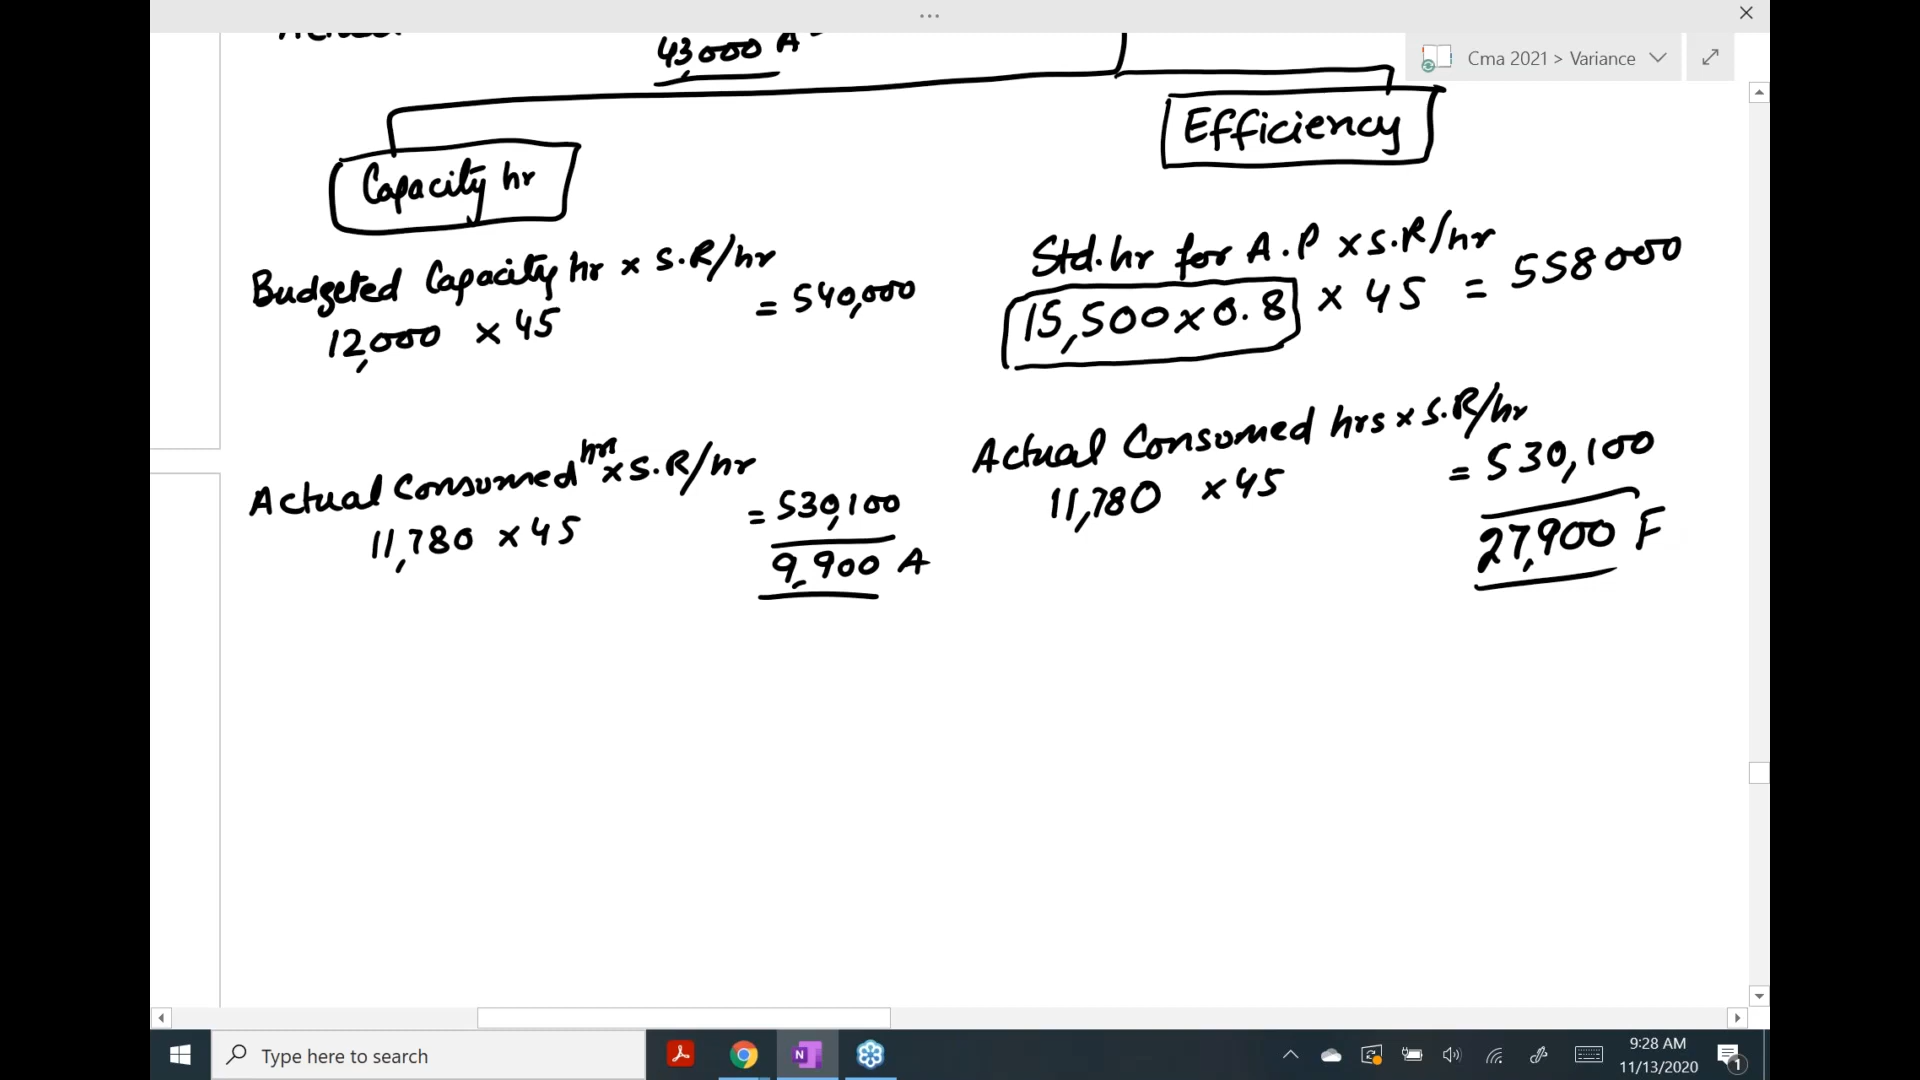 43,000 A
Cma 2021 > Variance
Efficiency
Capacity hr
Budgeted Capacity hr x S.R/hr
12,000 x 45 = 540,000
Std.hr for A.P x S.R/hr
15,500 x 0.8 x 45 = 558000
Actual Consumed hrs x S.R/hr
11,780 x 45 = 530,100
9,900 A
Actual Consumed hrs x S.R/hr
11,780 x 45 = 530,100
27,900 F
Type here to search
9:28 AM
11/13/2020
1